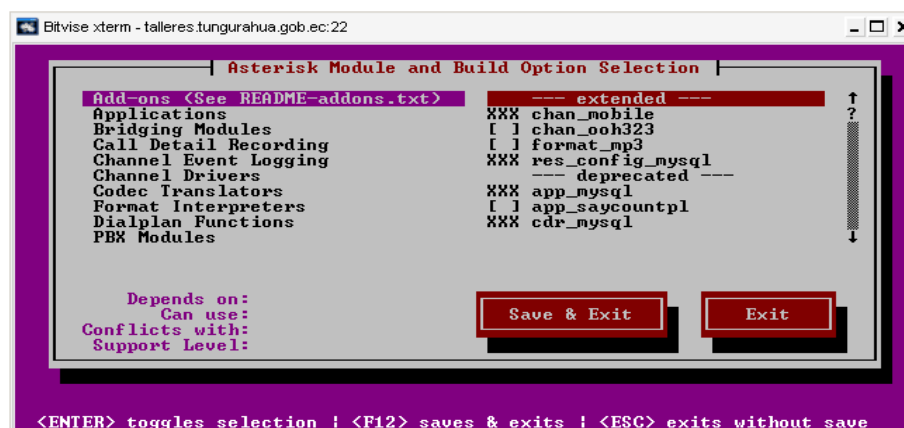 Bitvise xterm - talleres.tungurahua.gob.ec:22
Asterisk Module and Build Option Selection
Add-ons (See README-addons.txt)
Applications
Bridging Modules
Call Detail Recording
Channel Event Logging
Channel Drivers
Codec Translators
Format Interpreters
Dialplan Functions
PBX Modules
--- extended ---
XXX chan_mobile
[ ] chan_ooh323
[ ] format_mp3
XXX res_config_mysql
--- deprecated ---
XXX app_mysql
[ ] app_saycountpl
XXX cdr_mysql
↑
?
↓
Depends on:
Can use:
Conflicts with:
Support Level:
Save & Exit
Exit
<ENTER> toggles selection | <F12> saves & exits | <ESC> exits without save